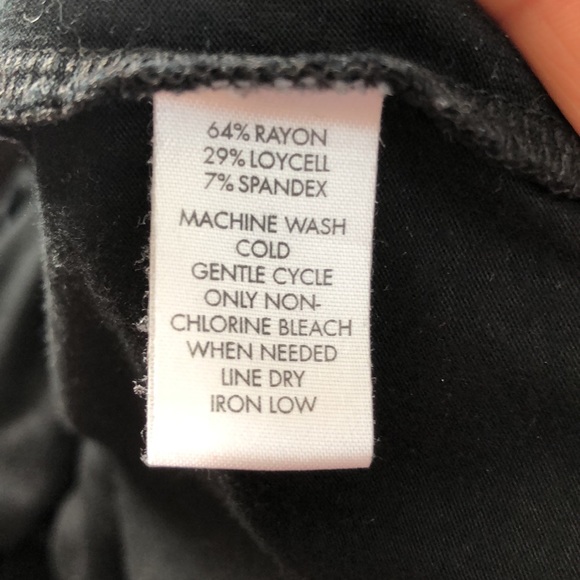 64% RAYON
29% LOYCELL
7% SPANDEX
MACHINE WASH
COLD
GENTLE CYCLE
ONLY NON-
CHLORINE BLEACH
WHEN NEEDED
LINE DRY
IRON LOW